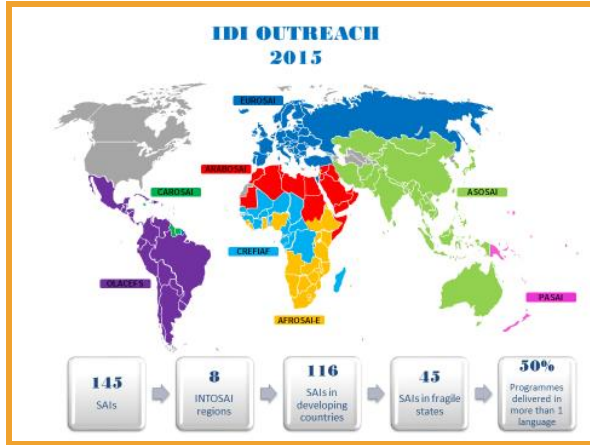 IDI OUTREACH
2015
EUROSAI
ARABOSAI
CAROSAI
ASOSAI
CREFIAF
OLACEFS
PASAI
AFROSAI-E
145
SAIs
8
INTOSAI
regions
116
SAIs in
developing
countries
45
SAIs in fragile
states
50%
Programmes
delivered in
more than 1
language